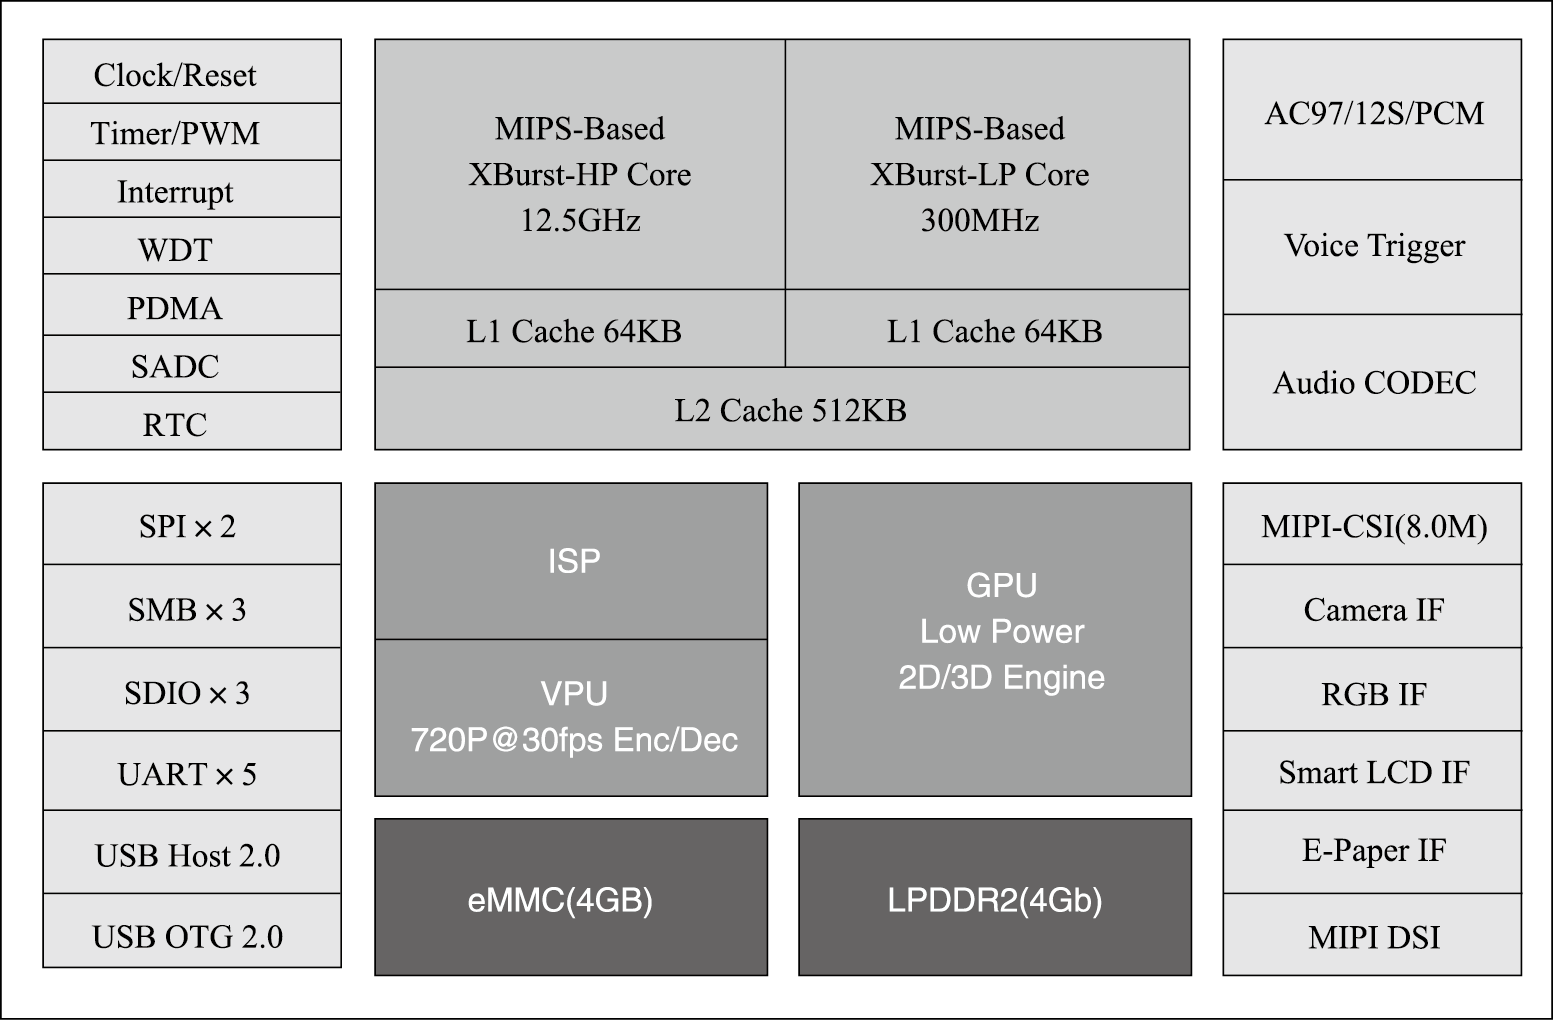 Clock/Reset
Timer/PWM
Interrupt
WDT
PDMA
SADC
RTC
MIPS-Based
XBurst-HP Core
12.5GHz
MIPS-Based
XBurst-LP Core
300MHz
L1 Cache 64KB
L1 Cache 64KB
L2 Cache 512KB
AC97/12S/PCM
Voice Trigger
Audio CODEC
SPI × 2
SMB × 3
SDIO × 3
UART × 5
USB Host 2.0
USB OTG 2.0
ISP
VPU
720P@30fps Enc/Dec
GPU
Low Power
2D/3D Engine
eMMC(4GB)
LPDDR2(4Gb)
MIPI-CSI(8.0M)
Camera IF
RGB IF
Smart LCD IF
E-Paper IF
MIPI DSI